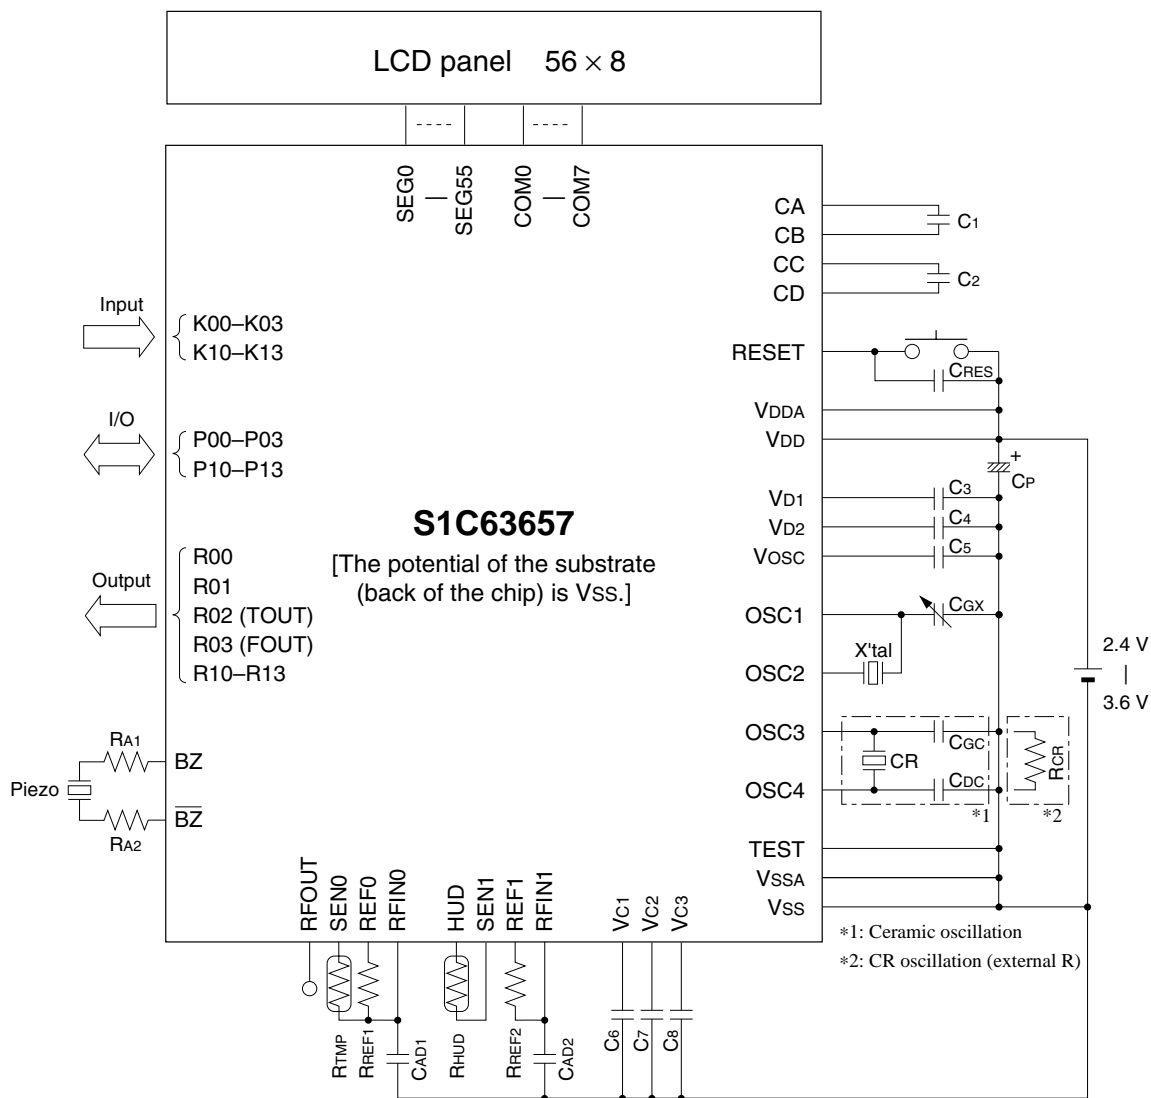 LCD panel 56 × 8
SEG0
SEG55
COM0
COM7
CA
CB
CC
CD
C1
C2
Input
K00–K03
K10–K13
RESET
CRES
I/O
P00–P03
P10–P13
VDDA
VDD
+
CP
S1C63657
[The potential of the substrate
(back of the chip) is VSS.]
VD1
VD2
VOSC
C3
C4
C5
Output
R00
R01
R02 (TOUT)
R03 (FOUT)
R10–R13
OSC1
OSC2
CGX
X'tal
2.4 V
|
3.6 V
OSC3
OSC4
CR
CGC
CDC
RCR
*1
*2
Piezo
RA1
RA2
BZ
BZ
TEST
VSSA
VSS
RFOUT
SEN0
REF0
RFIN0
HUD
SEN1
REF1
RFIN1
VC1
VC2
VC3
*1: Ceramic oscillation
*2: CR oscillation (external R)
RTMP
RREF1
CAD1
RHUD
RREF2
CAD2
C6
C7
C8